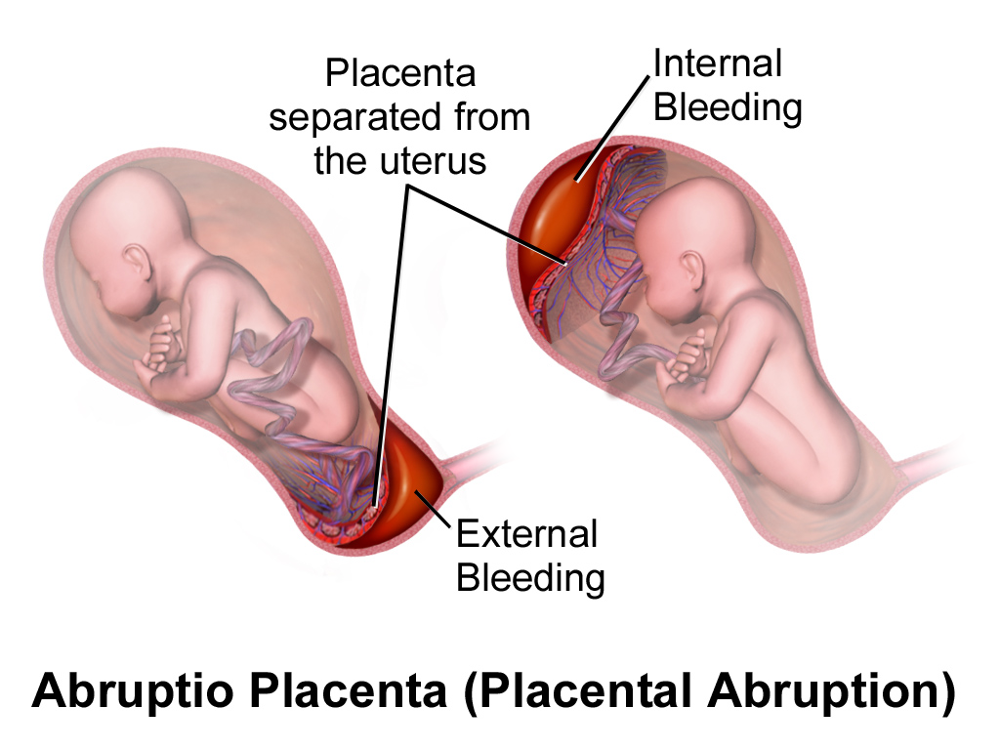 Placenta
separated from
the uterus
Internal
Bleeding
External
Bleeding
Abruptio Placenta (Placental Abruption)